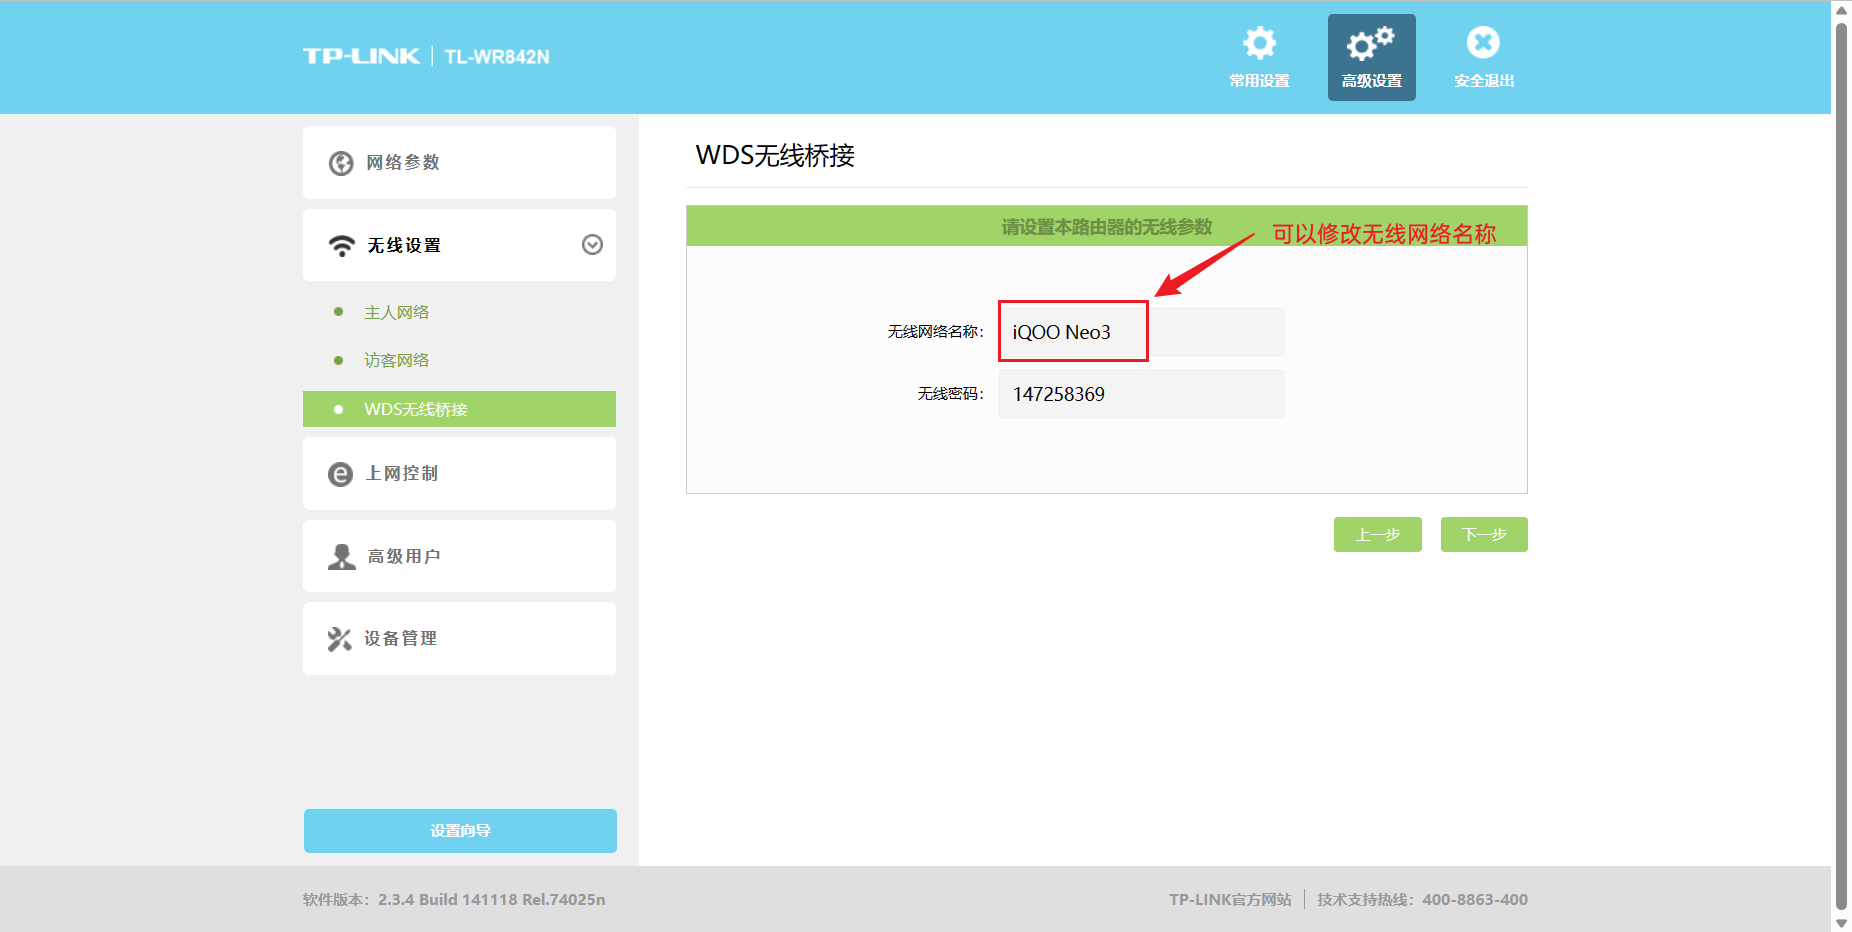 TP-LINK | TL-WR842N
常用设置
高级设置
安全退出
网络参数
无线设置
主人网络
访客网络
WDS无线桥接
上网控制
高级用户
设备管理
设置向导
WDS无线桥接
请设置本路由器的无线参数
可以修改无线网络名称
无线网络名称： iQOO Neo3
无线密码： 147258369
上一步 下一步
软件版本：2.3.4 Build 141118 Rel.74025n
TP-LINK官方网站 | 技术支持热线：400-8863-400